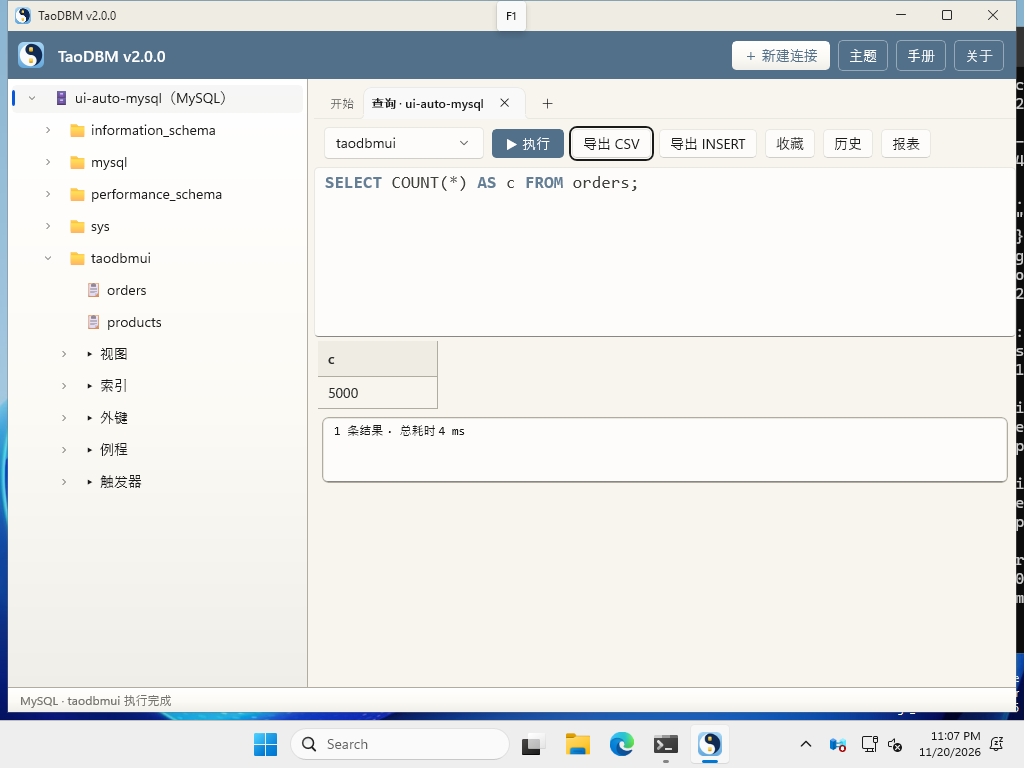 TaoDBM v2.0.0
F1
TaoDBM v2.0.0
+ 新建连接
主题
手册
关于
ui-auto-mysql（MySQL）
information_schema
mysql
performance_schema
sys
taodbmui
orders
products
视图
索引
外键
例程
触发器
开始
查询 · ui-auto-mysql
taodbmui
执行
导出 CSV
导出 INSERT
收藏
历史
报表
SELECT COUNT(*) AS c FROM orders;
c
5000
1 条结果 · 总耗时 4 ms
MySQL · taodbmui 执行完成
Search
11:07 PM
11/20/2026